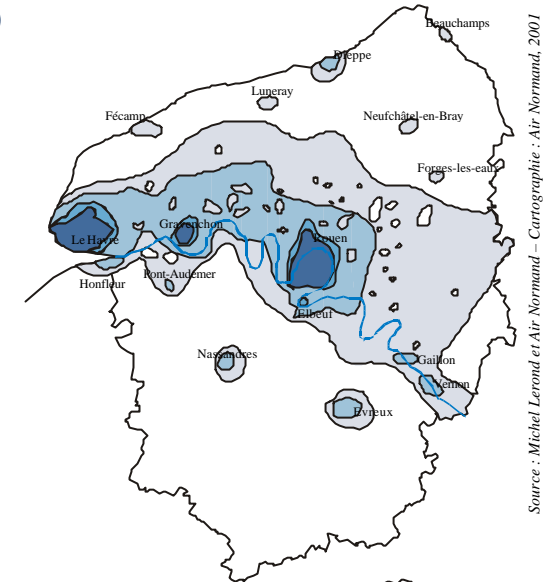 Beauchamps
Dieppe
Luneray
Fécamp
Neufchâtel-en-Bray
Forges-les-eaux
Gravenchon
Le Havre
Rouen
Pont-Audemer
Honfleur
Elbeuf
Nassandres
Gaillon
Vernon
Evreux
Source : Michel Lerond et Air Normand – Cartographie : Air Normand, 2001